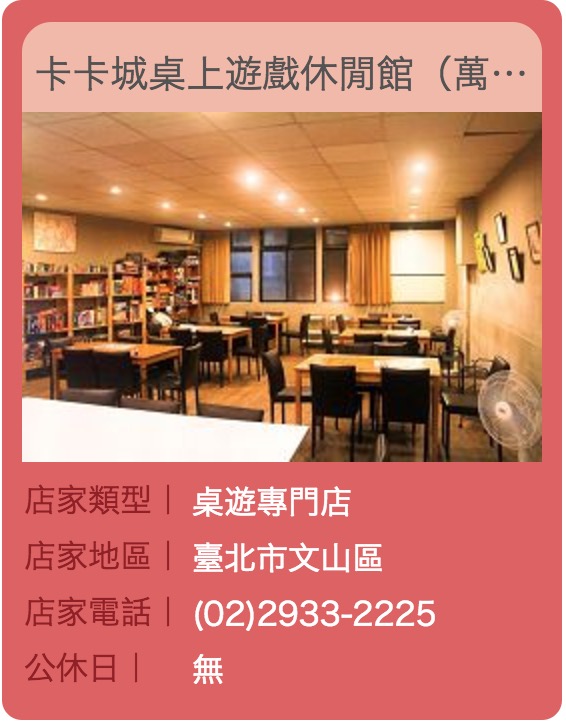 卡卡城桌上遊戲休閒館（萬⋯
店家類型｜ 桌遊專門店
店家地區｜ 臺北市文山區
店家電話｜ (02)2933-2225
公休日｜ 無